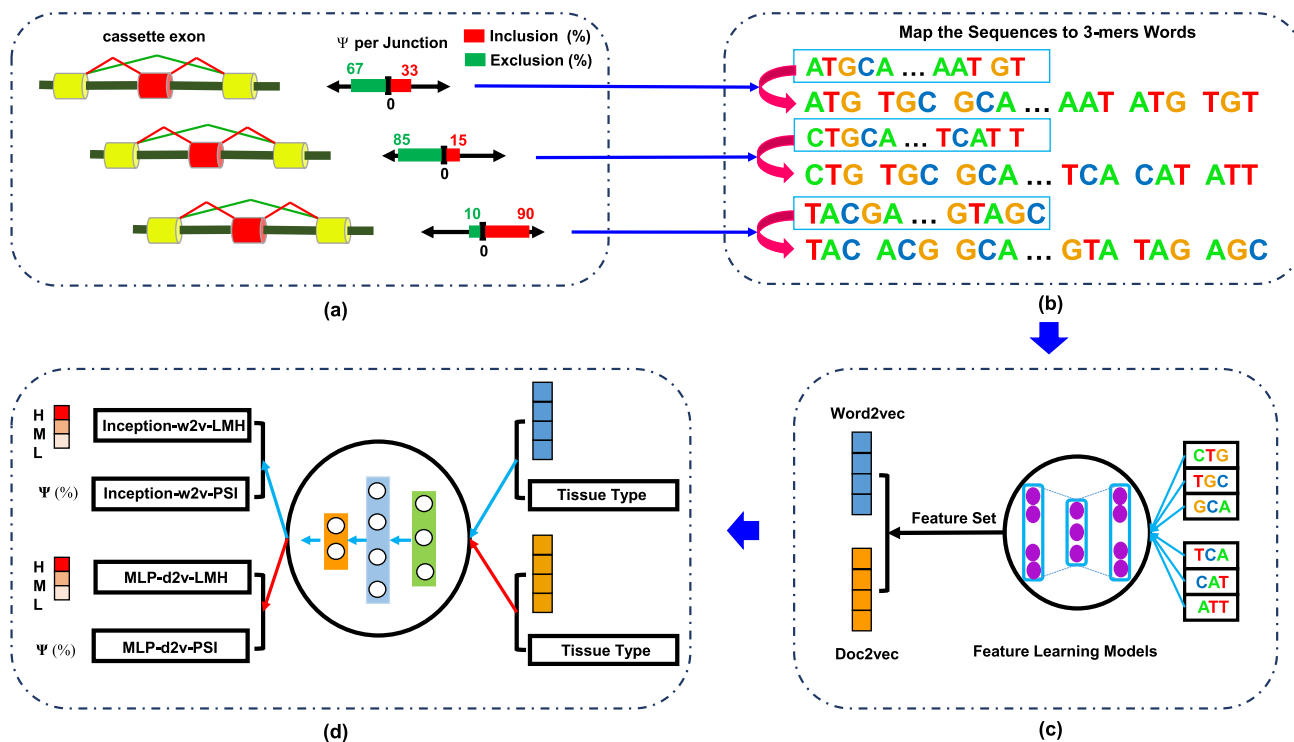 cassette exon
Ψ per Junction
Inclusion (%)
Exclusion (%)
67 33
0
85 15
0
10 90
0
(a)
Map the Sequences to 3-mers Words
ATGCA ... AAT GT
ATG TGC GCA ... AAT ATG TGT
CTGCA ... TCAT T
CTG TGC GCA ... TCA CAT ATT
TACGA ... GTAGC
TAC ACG GCA ... GTA TAG AGC
(b)
H
M
L
Inception-w2v-LMH
Ψ (%)
Inception-w2v-PSI
H
M
L
MLP-d2v-LMH
Ψ (%)
MLP-d2v-PSI
Tissue Type
Tissue Type
(d)
Word2vec
Feature Set
Doc2vec
CTG
TGC
GCA
TCA
CAT
ATT
Feature Learning Models
(c)